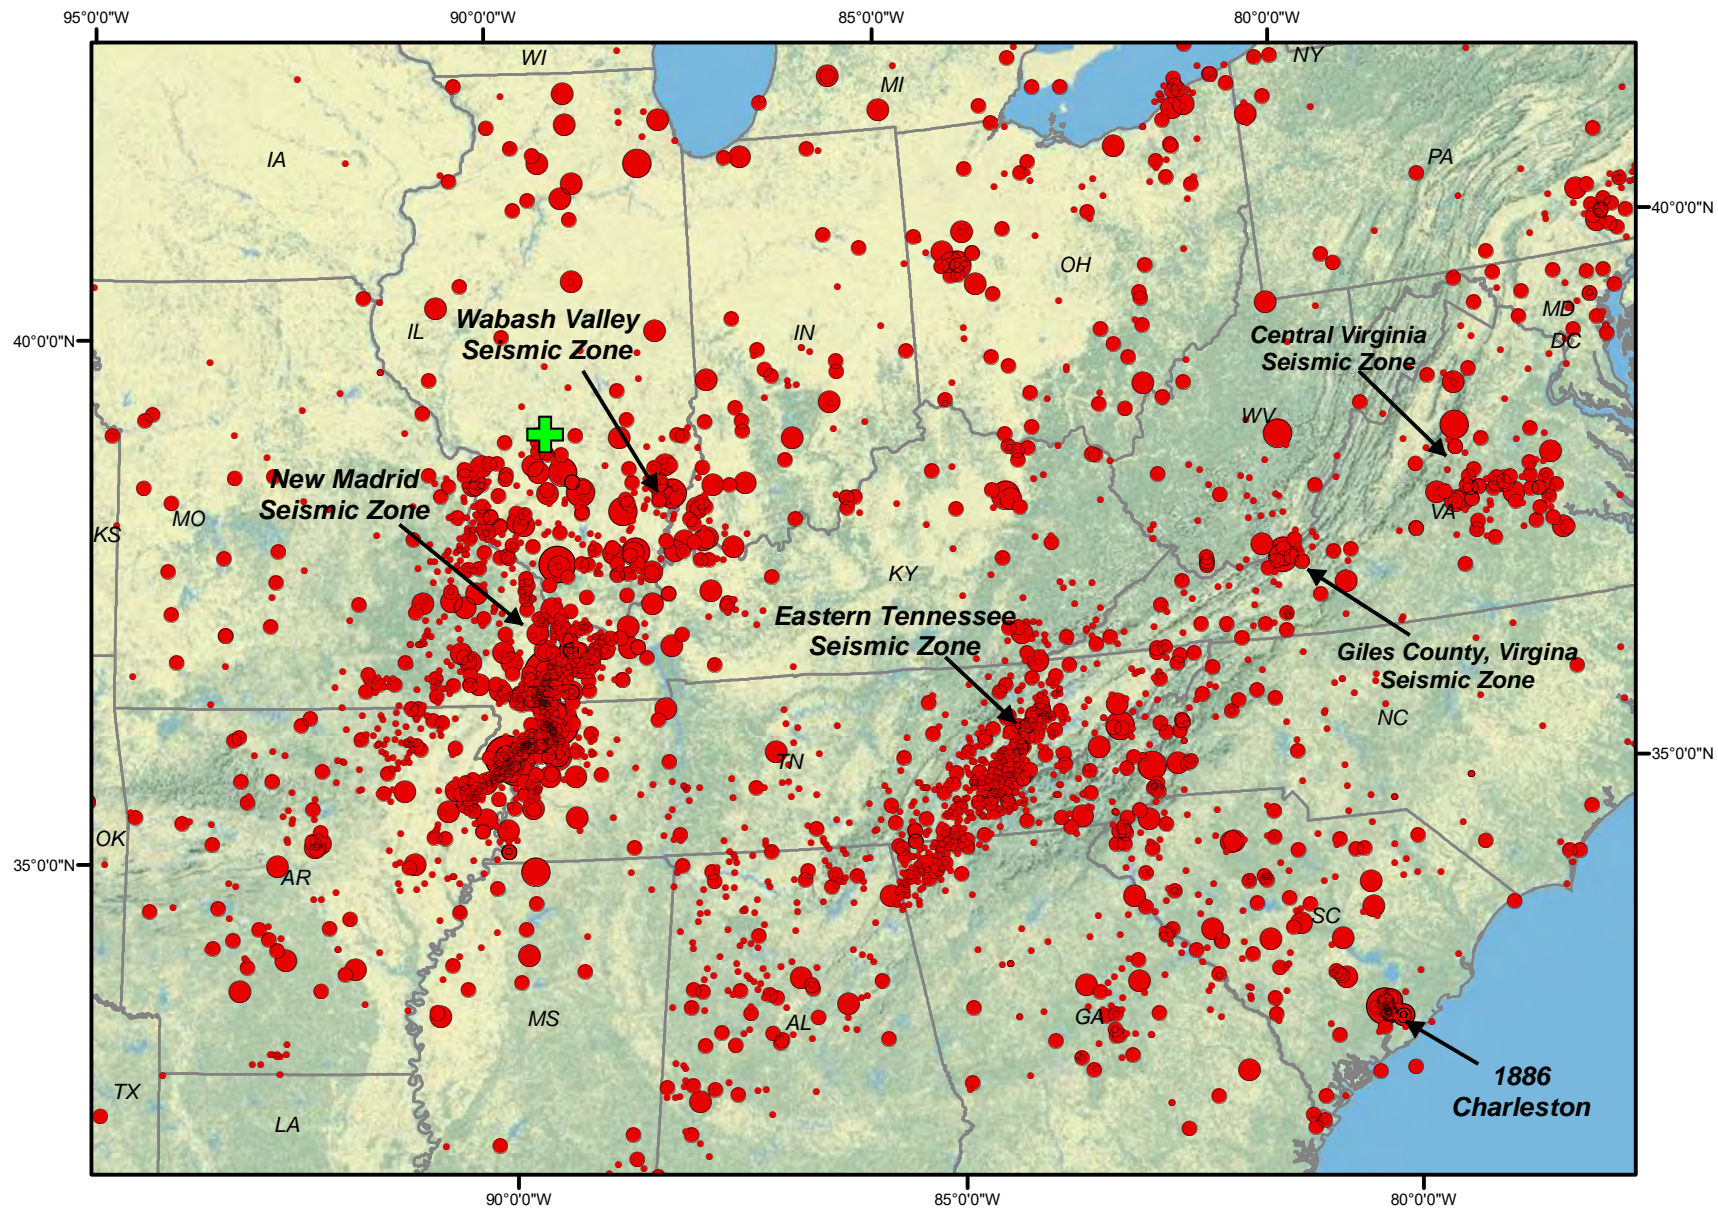 95°0'0"W
90°0'0"W
85°0'0"W
80°0'0"W
WI
MI
NY
IA
PA
40°0'0"N
OH
IL
Wabash Valley
Seismic Zone
IN
MD
DC
Central Virginia
Seismic Zone
40°0'0"N
WV
New Madrid
Seismic Zone
MO
KS
VA
KY
Eastern Tennessee
Seismic Zone
Giles County, Virgina
Seismic Zone
NC
TN
35°0'0"N
OK
35°0'0"N
AR
SC
MS
AL
GA
TX
LA
1886
Charleston
90°0'0"W
85°0'0"W
80°0'0"W